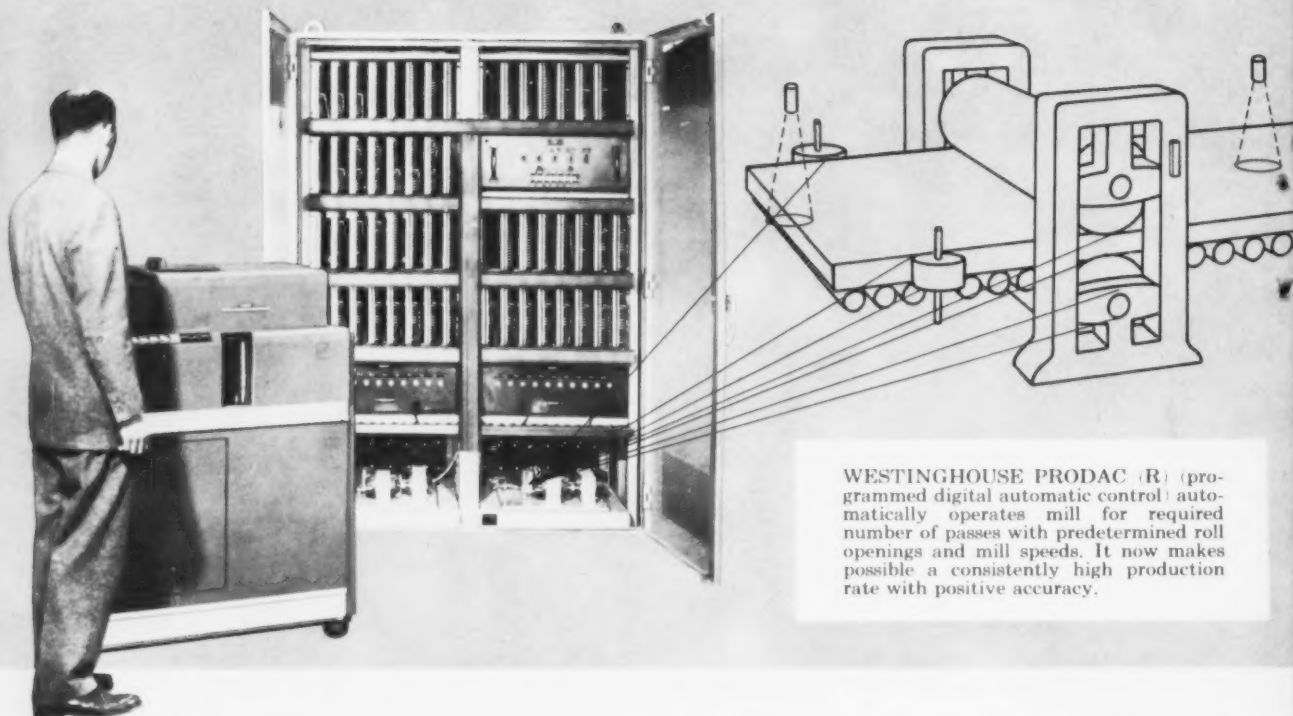 WESTINGHOUSE PRODAC (R) (pro-
grammed digital automatic control) auto-
matically operates mill for required
number of passes with predetermined roll
openings and mill speeds. It now makes
possible a consistently high production
rate with positive accuracy.